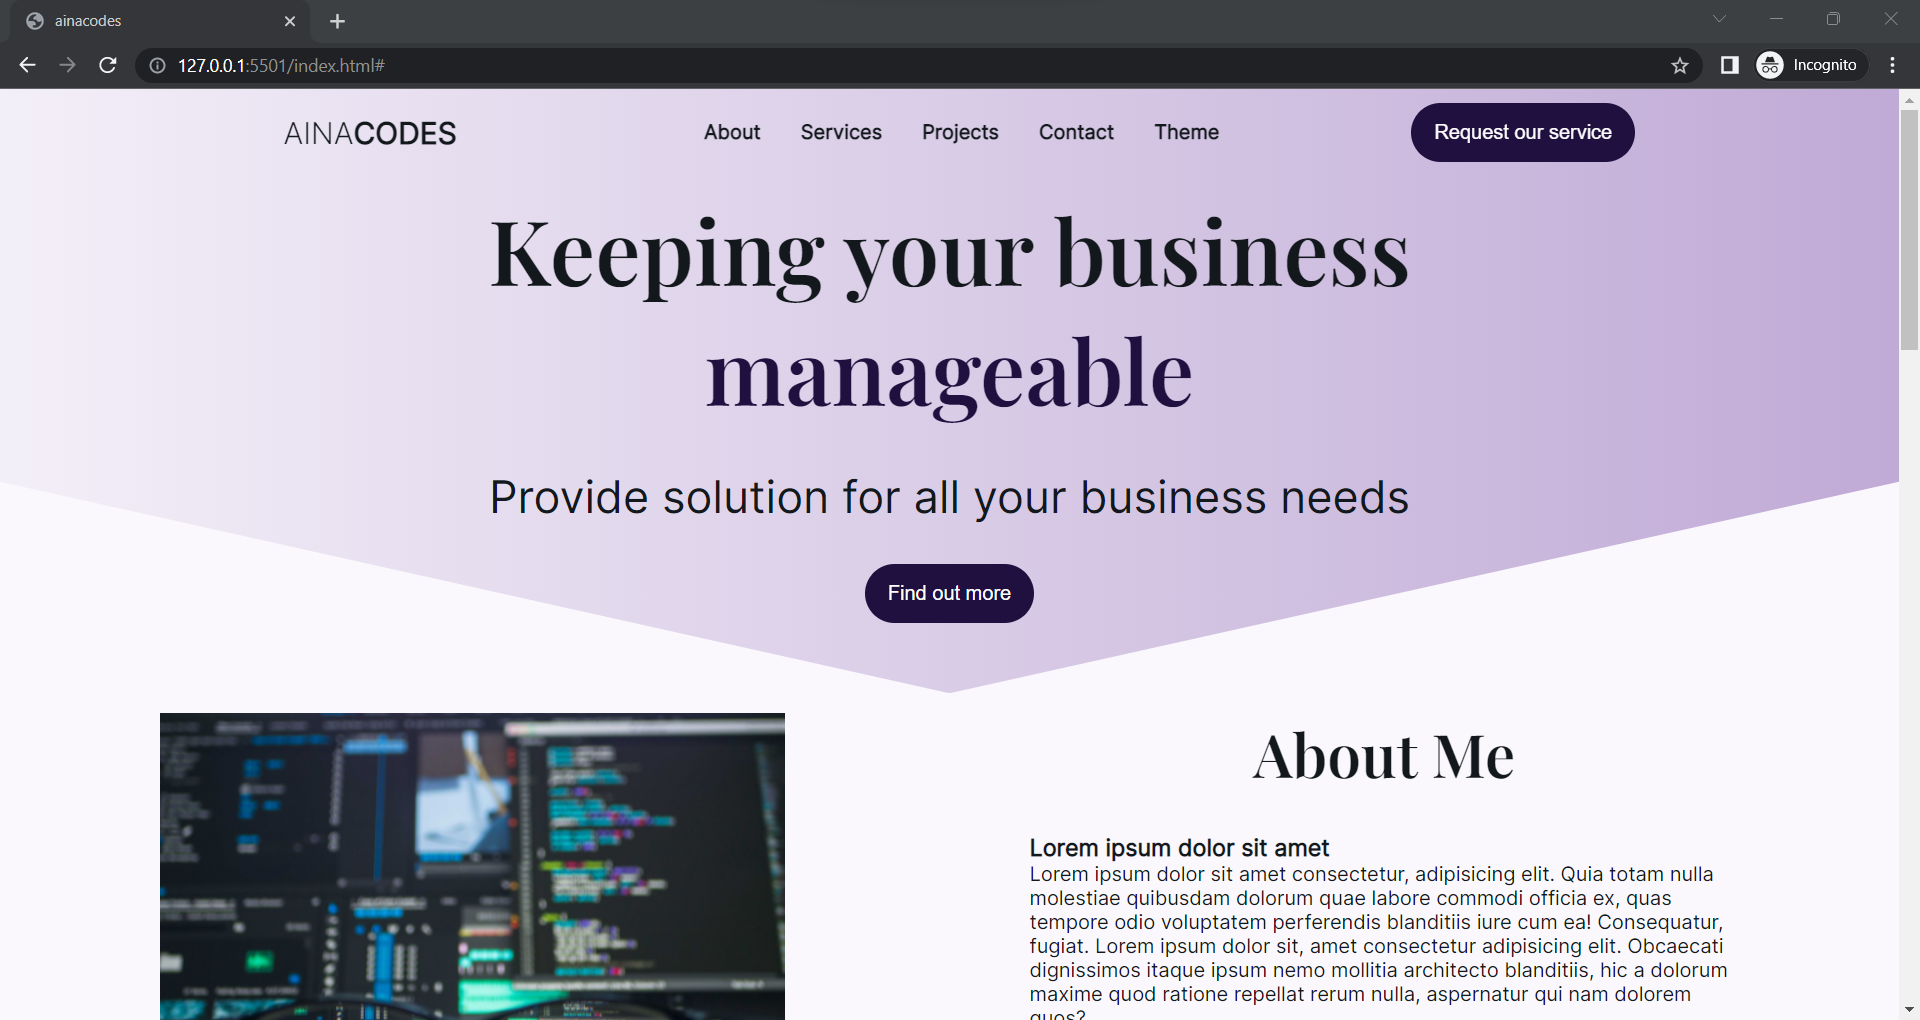 ainacodes
127.0.0.1:5501/index.html#
Incognito
AINACODES
About
Services
Projects
Contact
Theme
Request our service
Keeping your business
manageable
Provide solution for all your business needs
Find out more
About Me
Lorem ipsum dolor sit amet
Lorem ipsum dolor sit amet consectetur, adipisicing elit. Quia totam nulla
molestiae quibusdam dolorum quae labore commodi officia ex, quas
tempore odio voluptatem perferendis blanditiis iure cum ea! Consequatur,
fugiat. Lorem ipsum dolor sit, amet consectetur adipisicing elit. Obcaecati
dignissimos itaque ipsum nemo mollitia architecto blanditiis, hic a dolorum
maxime quod ratione repellat rerum nulla, aspernatur qui nam dolorem
quos?